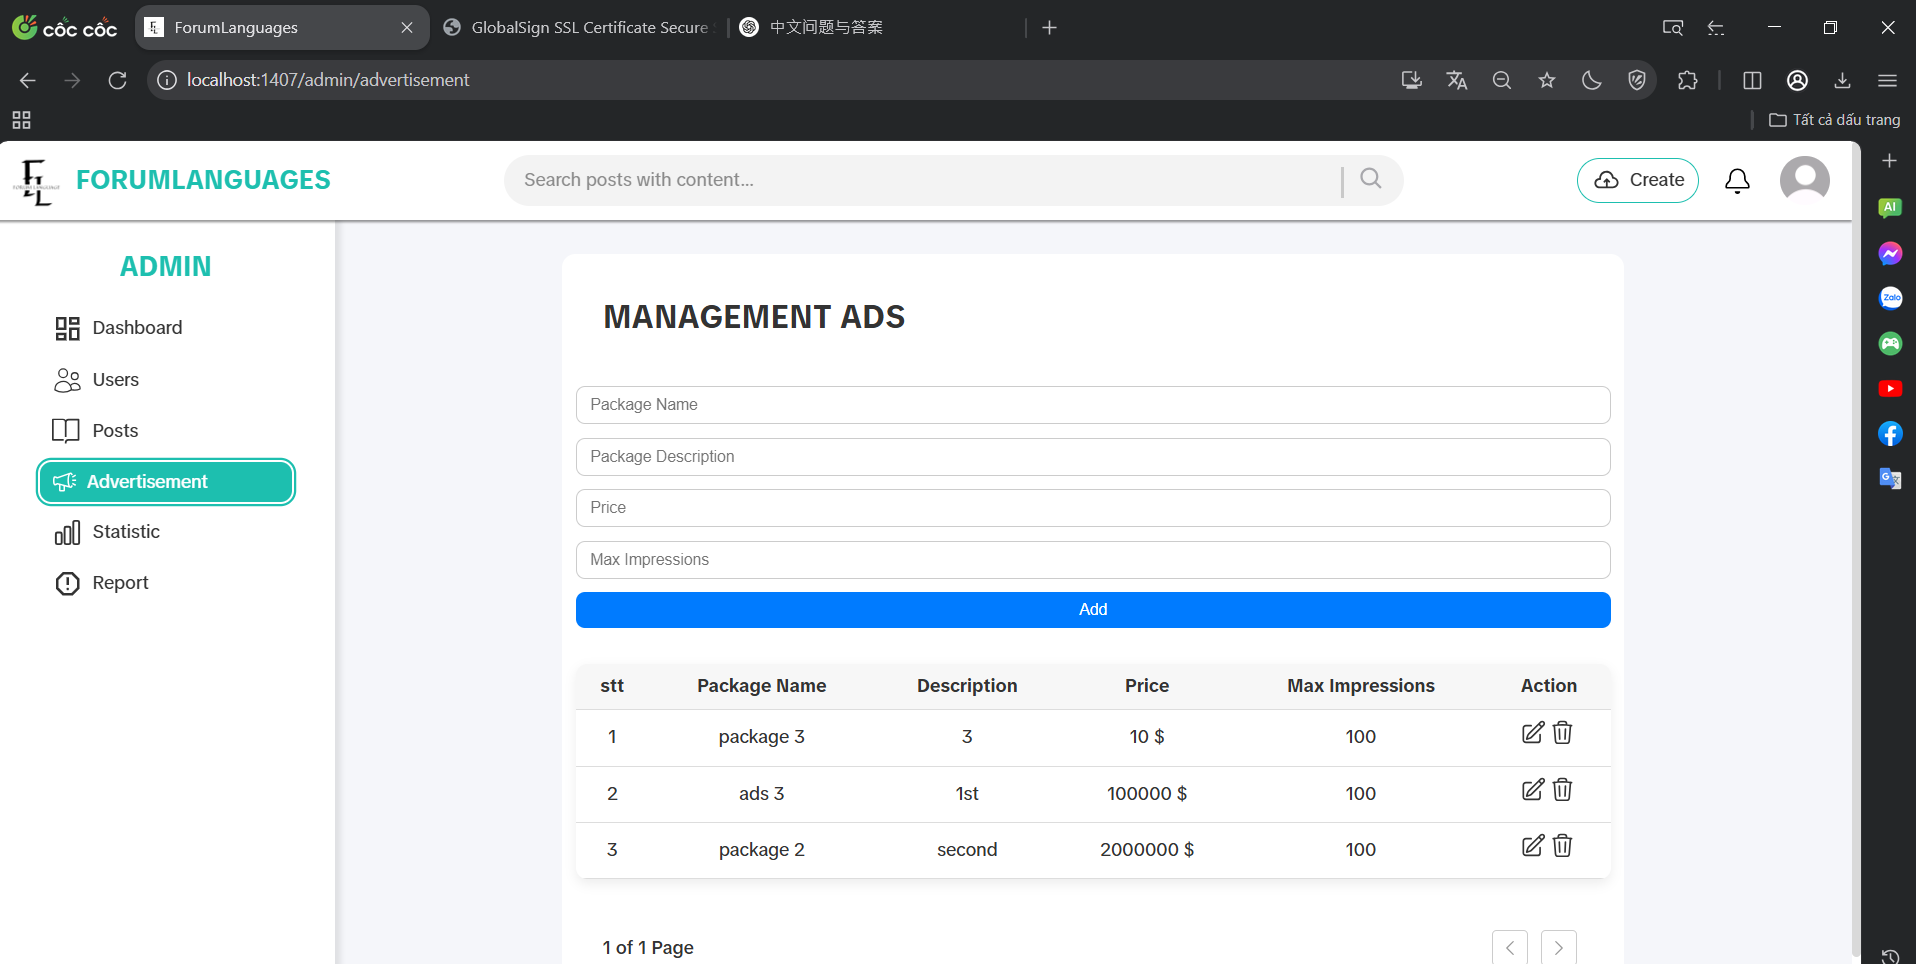 cốc cốc
ForumLanguages
GlobalSign SSL Certificate Secure
中文问题与答案
localhost:1407/admin/advertisement
Tất cả dấu trang
FORUMLANGUAGES
Search posts with content...
Create
AI
Zalo
ADMIN
Dashboard
Users
Posts
Advertisement
Statistic
Report
MANAGEMENT ADS
Package Name
Package Description
Price
Max Impressions
Add
stt Package Name Description Price Max Impressions Action
1 package 3 3 10 $ 100
2 ads 3 1st 100000 $ 100
3 package 2 second 2000000 $ 100
1 of 1 Page